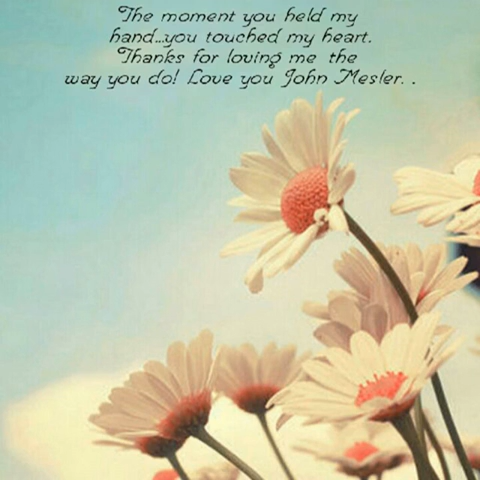 The moment you held my
hand...you touched my heart.
Thanks for loving me the
way you do! Love you John Mesler. .